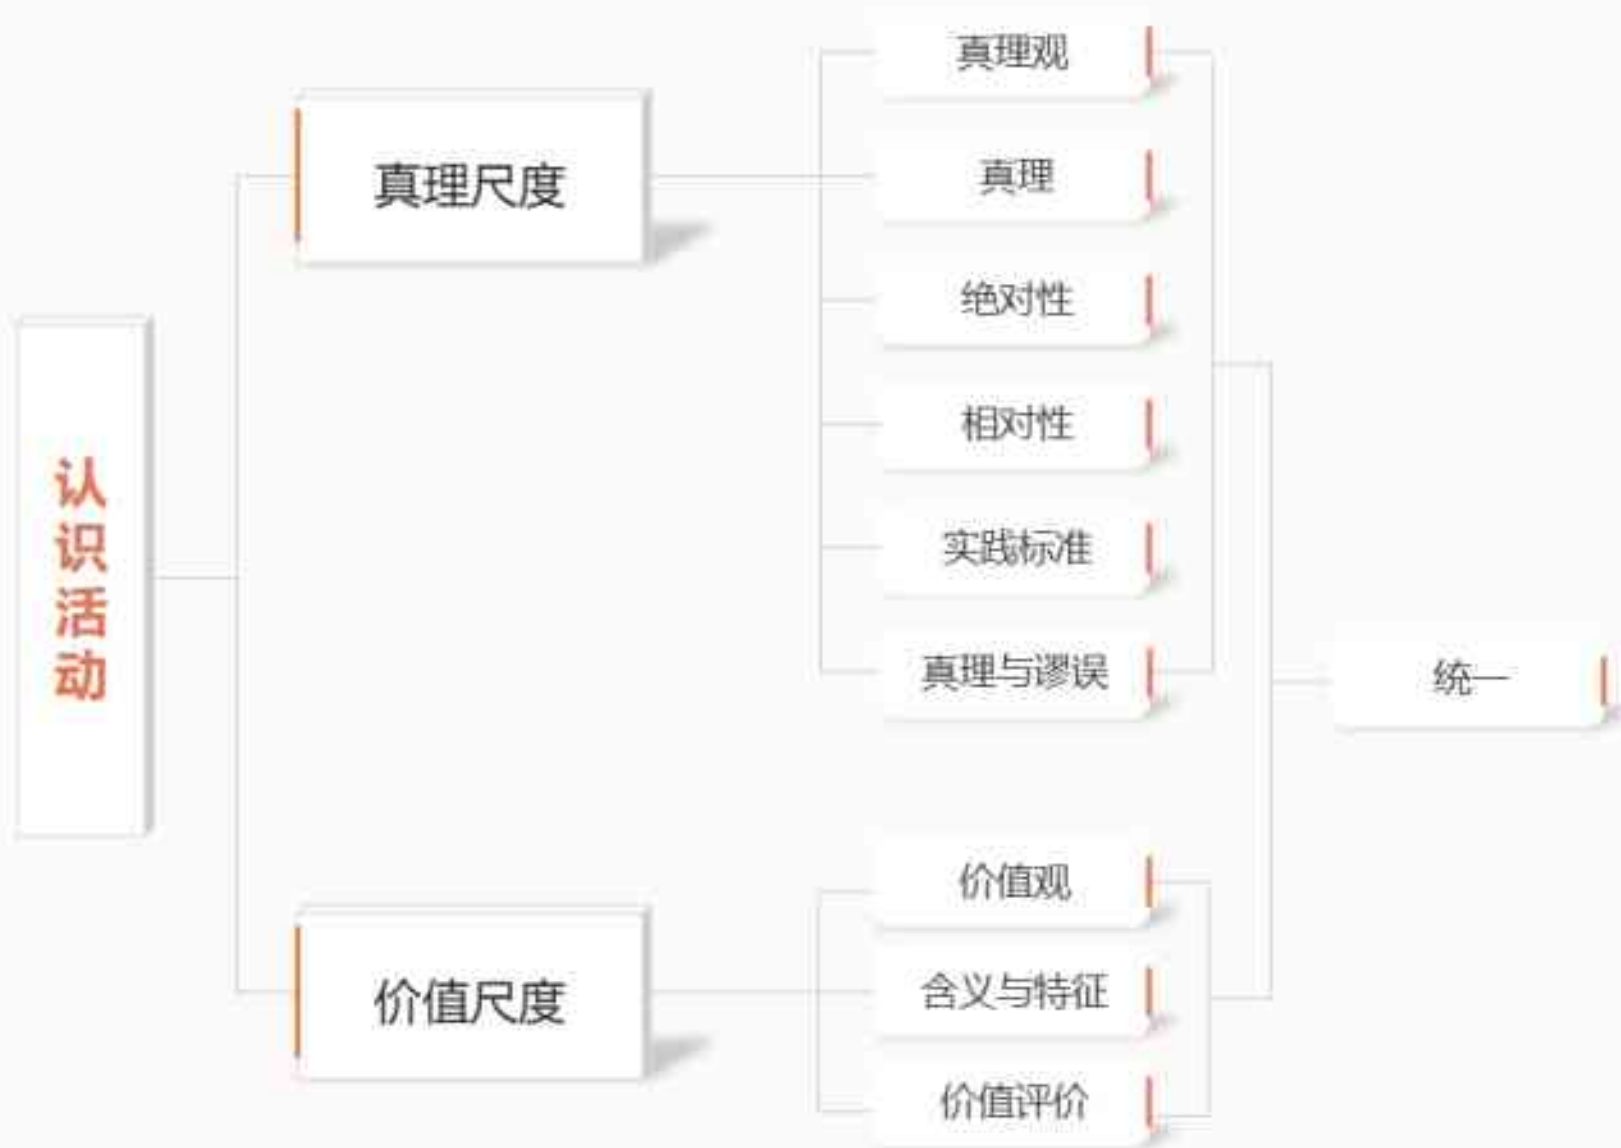 认识活动
真理尺度
真理观
真理
绝对性
相对性
实践标准
真理与谬误
价值尺度
价值观
含义与特征
价值评价
统一